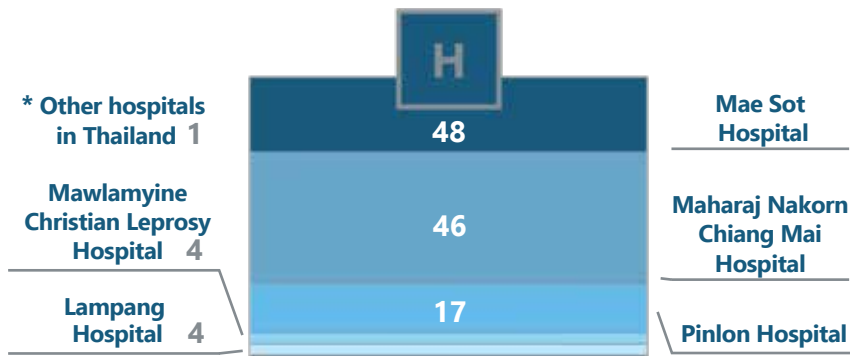 H
* Other hospitals
in Thailand 1
48
Mae Sot
Hospital
Mawlamyine
Christian Leprosy
Hospital 4
46
Maharaj Nakorn
Chiang Mai
Hospital
Lampang
Hospital 4
17
Pinlon Hospital